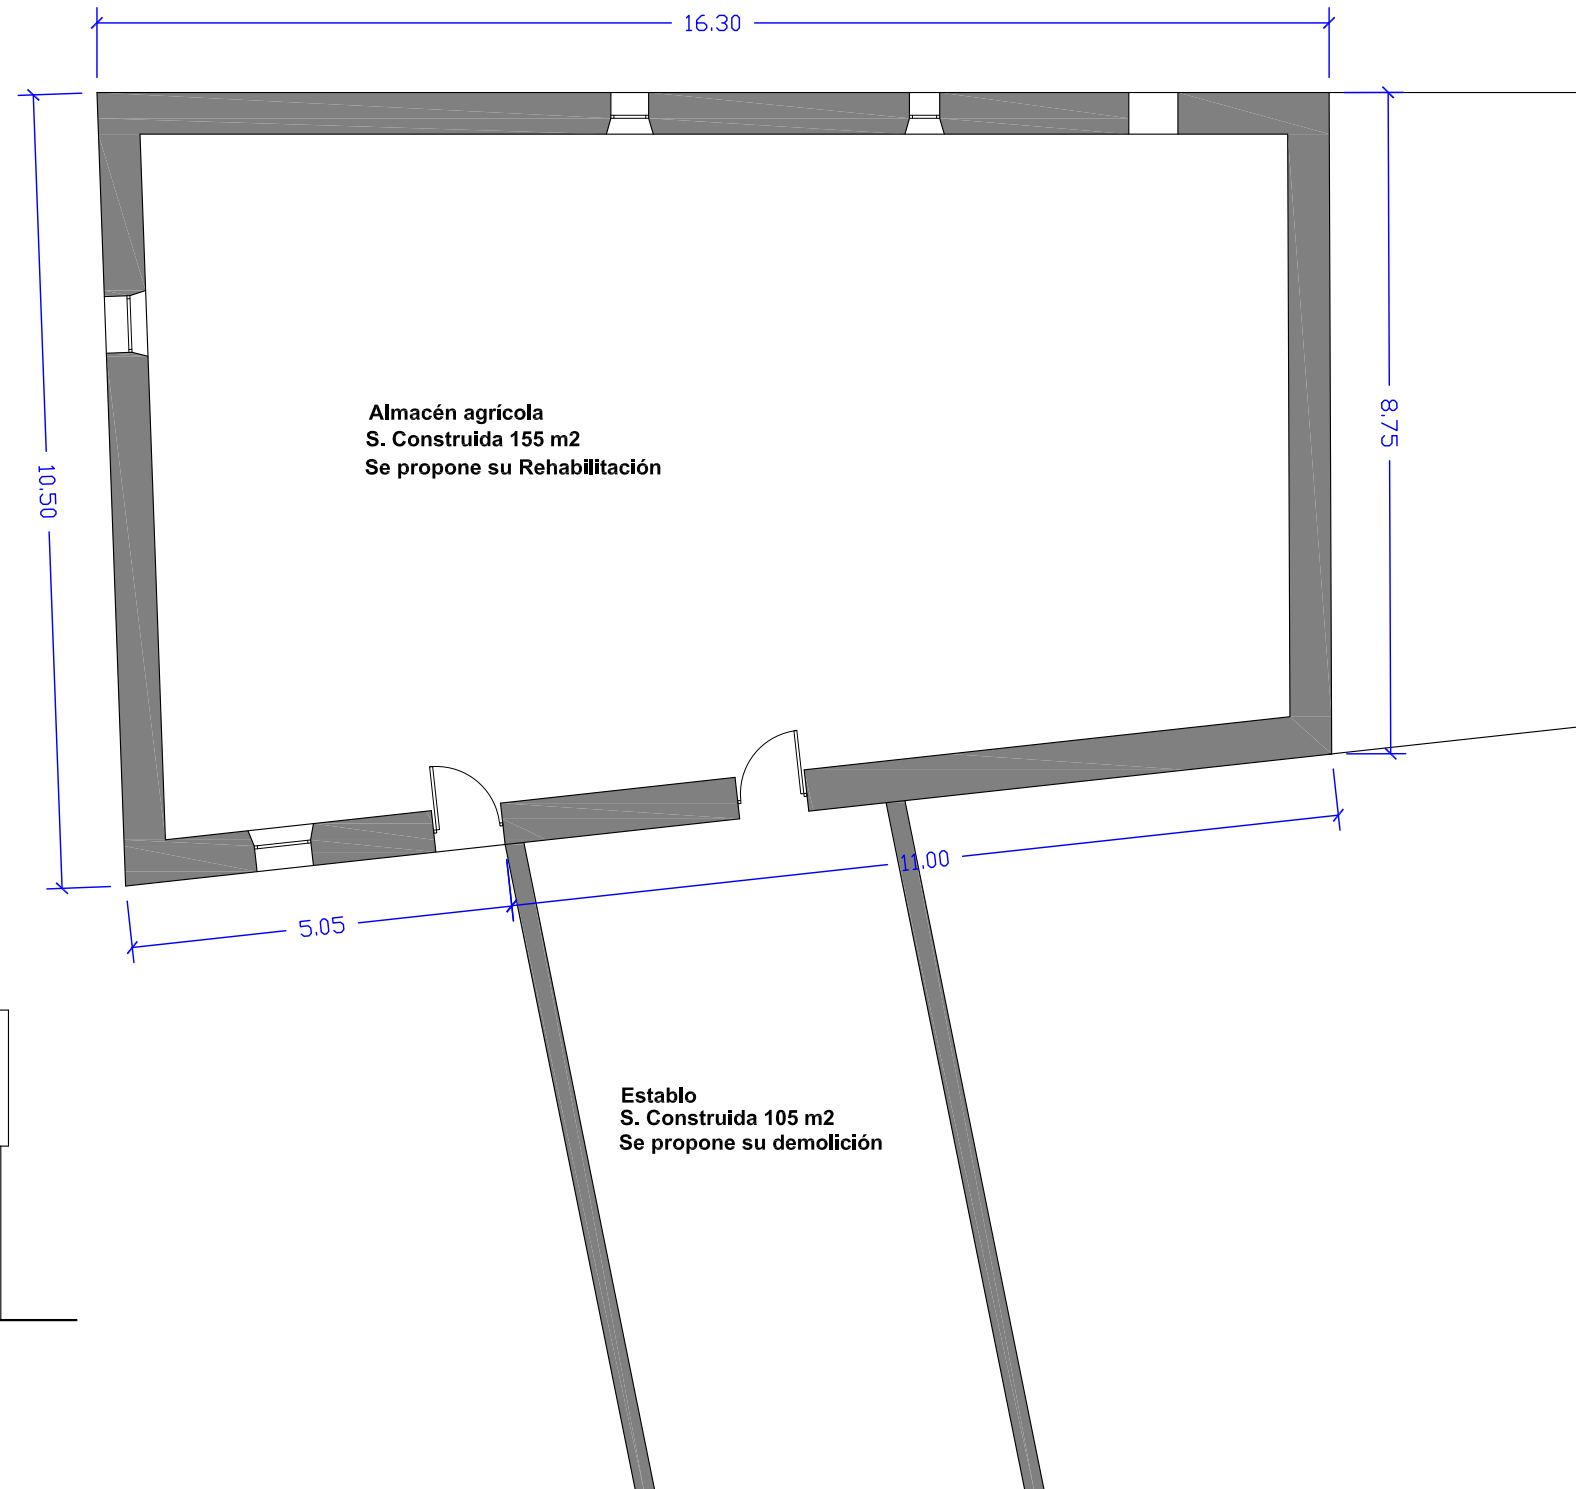 16.30
10.50
8.75
Almacén agrícola
S. Construida 155 m2
Se propone su Rehabilitación
11.00
5.05
Establo
S. Construida 105 m2
Se propone su demolición